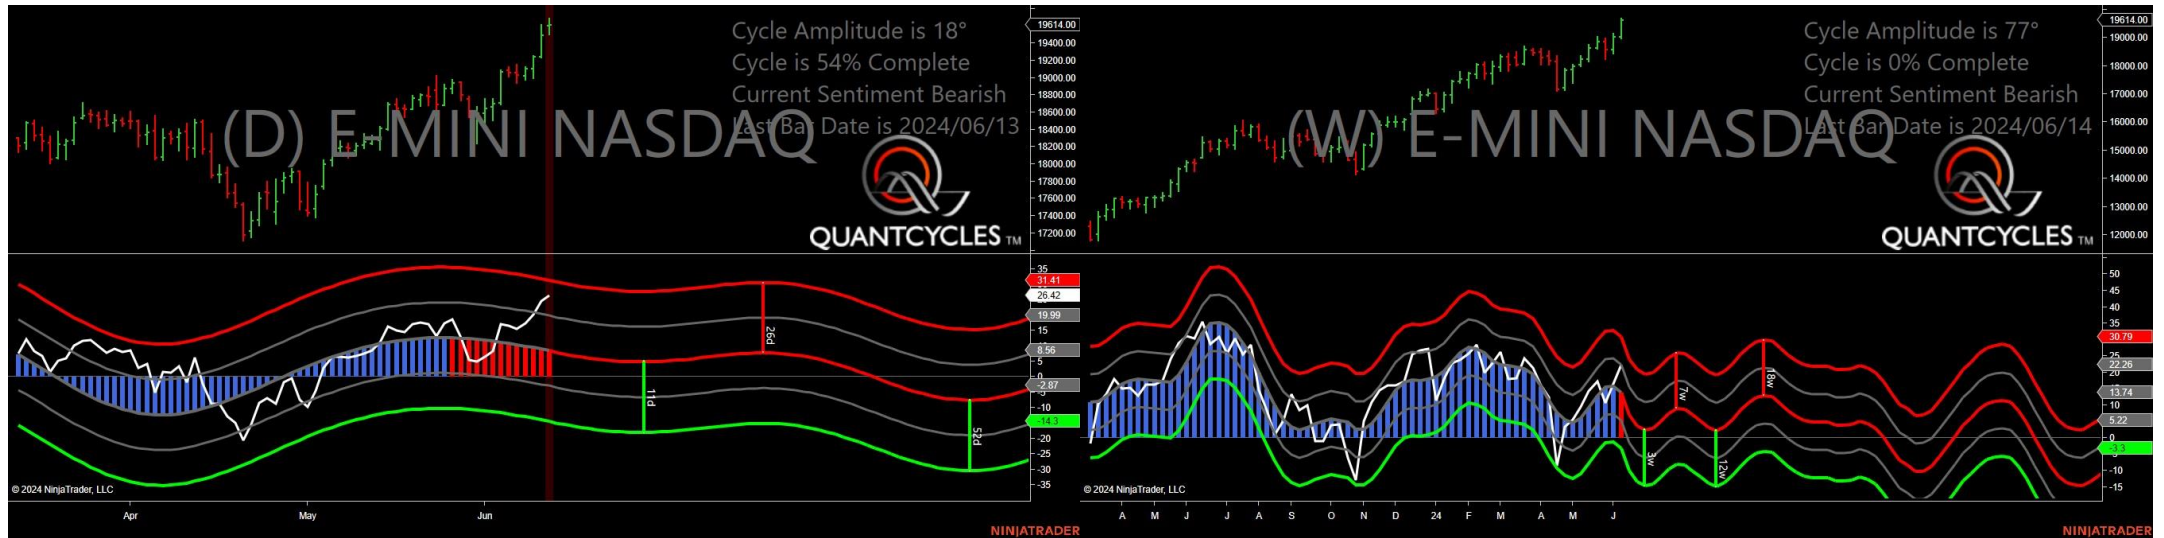 Cycle Amplitude is 18°
Cycle is 54% Complete
Current Sentiment Bearish
Last Bar Date is 2024/06/13
(D) E-MINI NASDAQ
QUANTCYCLES TM
19614.00
19400.00
19200.00
19000.00
18800.00
18600.00
18400.00
18200.00
18000.00
17800.00
17600.00
17400.00
17200.00
35
31.41
26.42
19.99
15
8.56
5
0
-2.87
-5
-10
-14.3
-20
-25
-30
-35
11d
26d
52d
© 2024 NinjaTrader, LLC
Apr May Jun
NINJATRADER
Cycle Amplitude is 77°
Cycle is 0% Complete
Current Sentiment Bearish
Last Bar Date is 2024/06/14
(W) E-MINI NASDAQ
QUANTCYCLES TM
19614.00
19000.00
18000.00
17000.00
16000.00
15000.00
14000.00
13000.00
12000.00
50
45
40
35
30.79
25
22.26
20
13.74
10
5.22
0
-3.3
-10
-15
3w
7w
12w
18w
© 2024 NinjaTrader, LLC
A M J J A S O N D 24 F M A M J
NINJATRADER